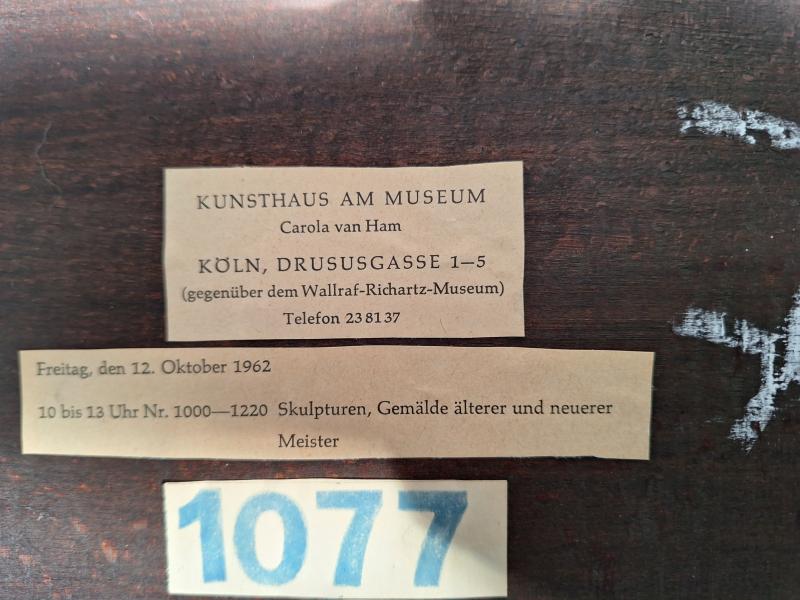 KUNSTHAUS AM MUSEUM
Carola van Ham
KÖLN, DRUSUSGASSE 1—5
(gegenüber dem Wallraf-Richartz-Museum)
Telefon 23 81 37
Freitag, den 12. Oktober 1962
10 bis 13 Uhr Nr. 1000—1220 Skulpturen, Gemälde älterer und neuerer
Meister
1077